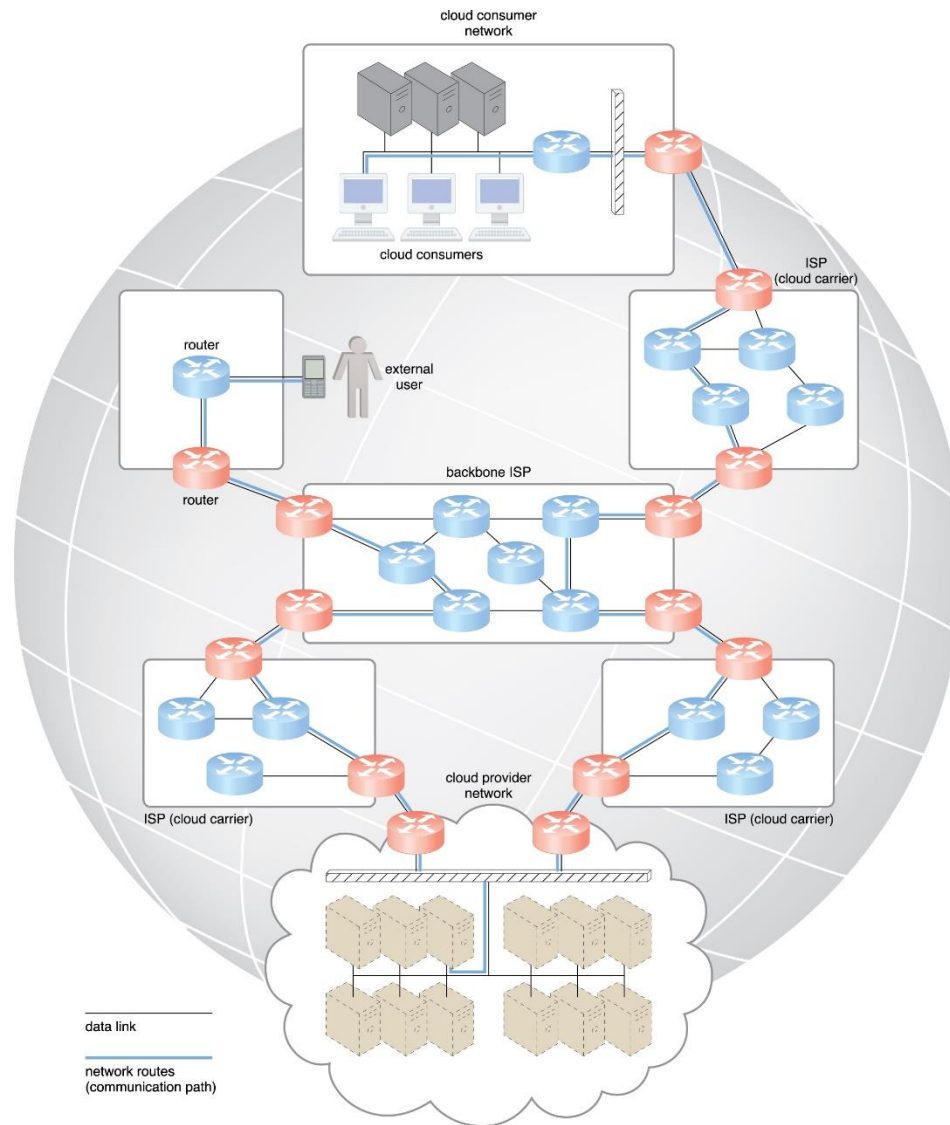 cloud consumer
network
cloud consumers
ISP
(cloud carrier)
router
external
user
router
backbone ISP
cloud provider
network
ISP (cloud carrier)
ISP (cloud carrier)
data link
network routes
(communication path)